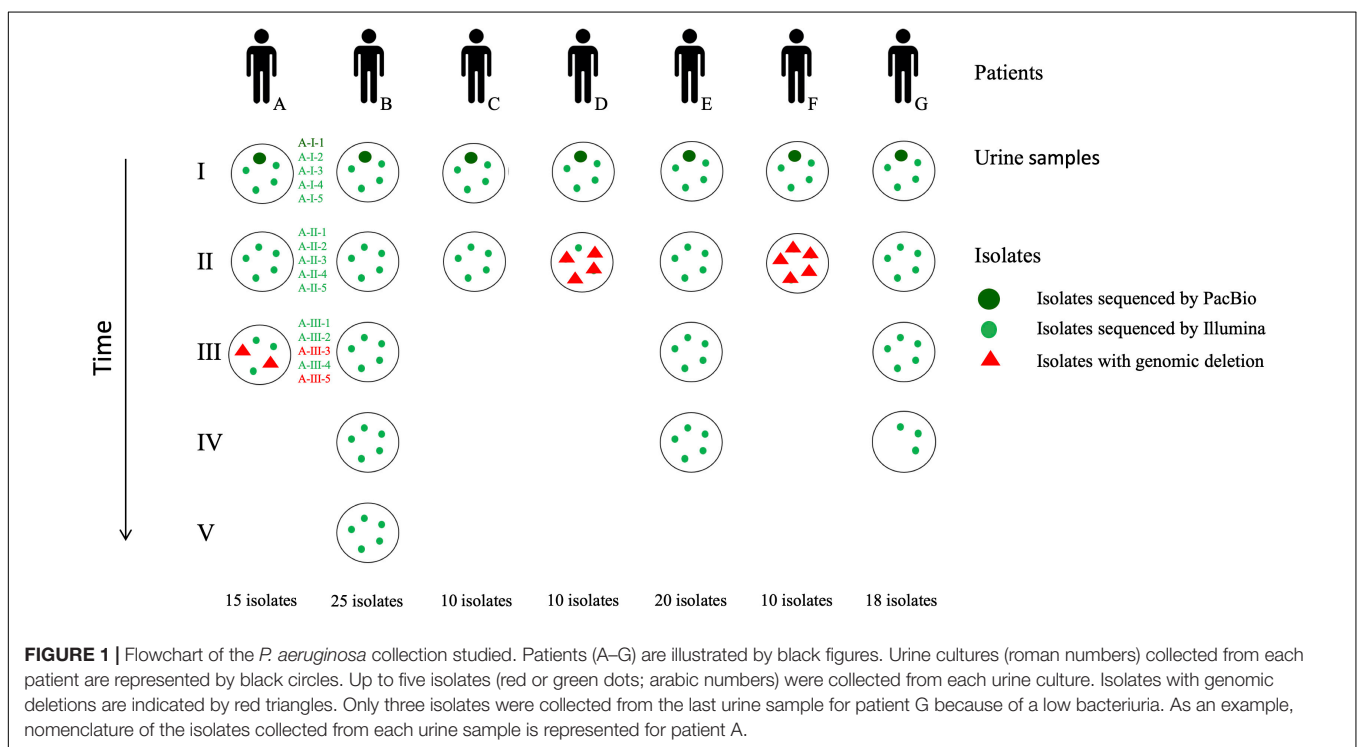 A B C D E F G
Patients
I
A-I-1
A-I-2
A-I-3
A-I-4
A-I-5
Urine samples
II
A-II-1
A-II-2
A-II-3
A-II-4
A-II-5
Isolates
Isolates sequenced by PacBio
Isolates sequenced by Illumina
Isolates with genomic deletion
Time
III
A-III-1
A-III-2
A-III-3
A-III-4
A-III-5
IV
V
15 isolates 25 isolates 10 isolates 10 isolates 20 isolates 10 isolates 18 isolates
FIGURE 1 | Flowchart of the P. aeruginosa collection studied. Patients (A–G) are illustrated by black figures. Urine cultures (roman numbers) collected from each
patient are represented by black circles. Up to five isolates (red or green dots; arabic numbers) were collected from each urine culture. Isolates with genomic
deletions are indicated by red triangles. Only three isolates were collected from the last urine sample for patient G because of a low bacteriuria. As an example,
nomenclature of the isolates collected from each urine sample is represented for patient A.